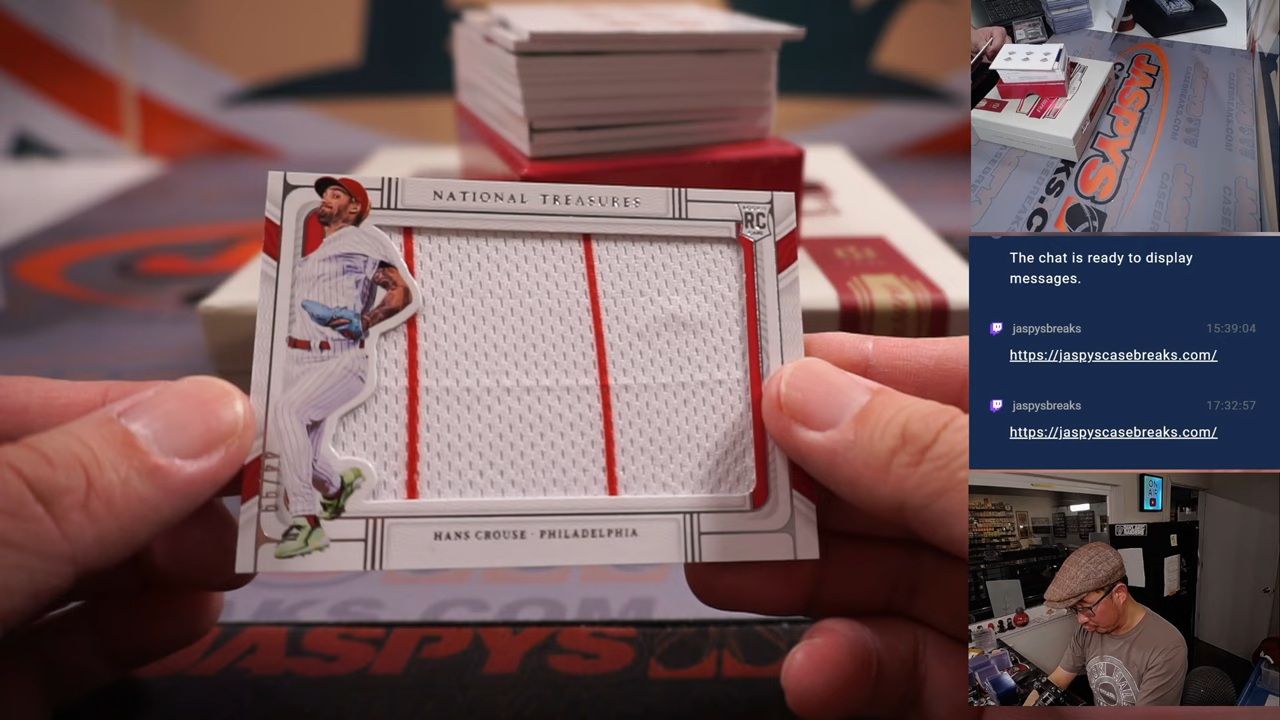 NATIONAL TREASURES
RC
HANS CROUSE · PHILADELPHIA
JASPYS
JASPYS
The chat is ready to display
messages.
jaspysbreaks 15:39:04
https://jaspyscasebreaks.com/
jaspysbreaks 17:32:57
https://jaspyscasebreaks.com/
ON
AIR